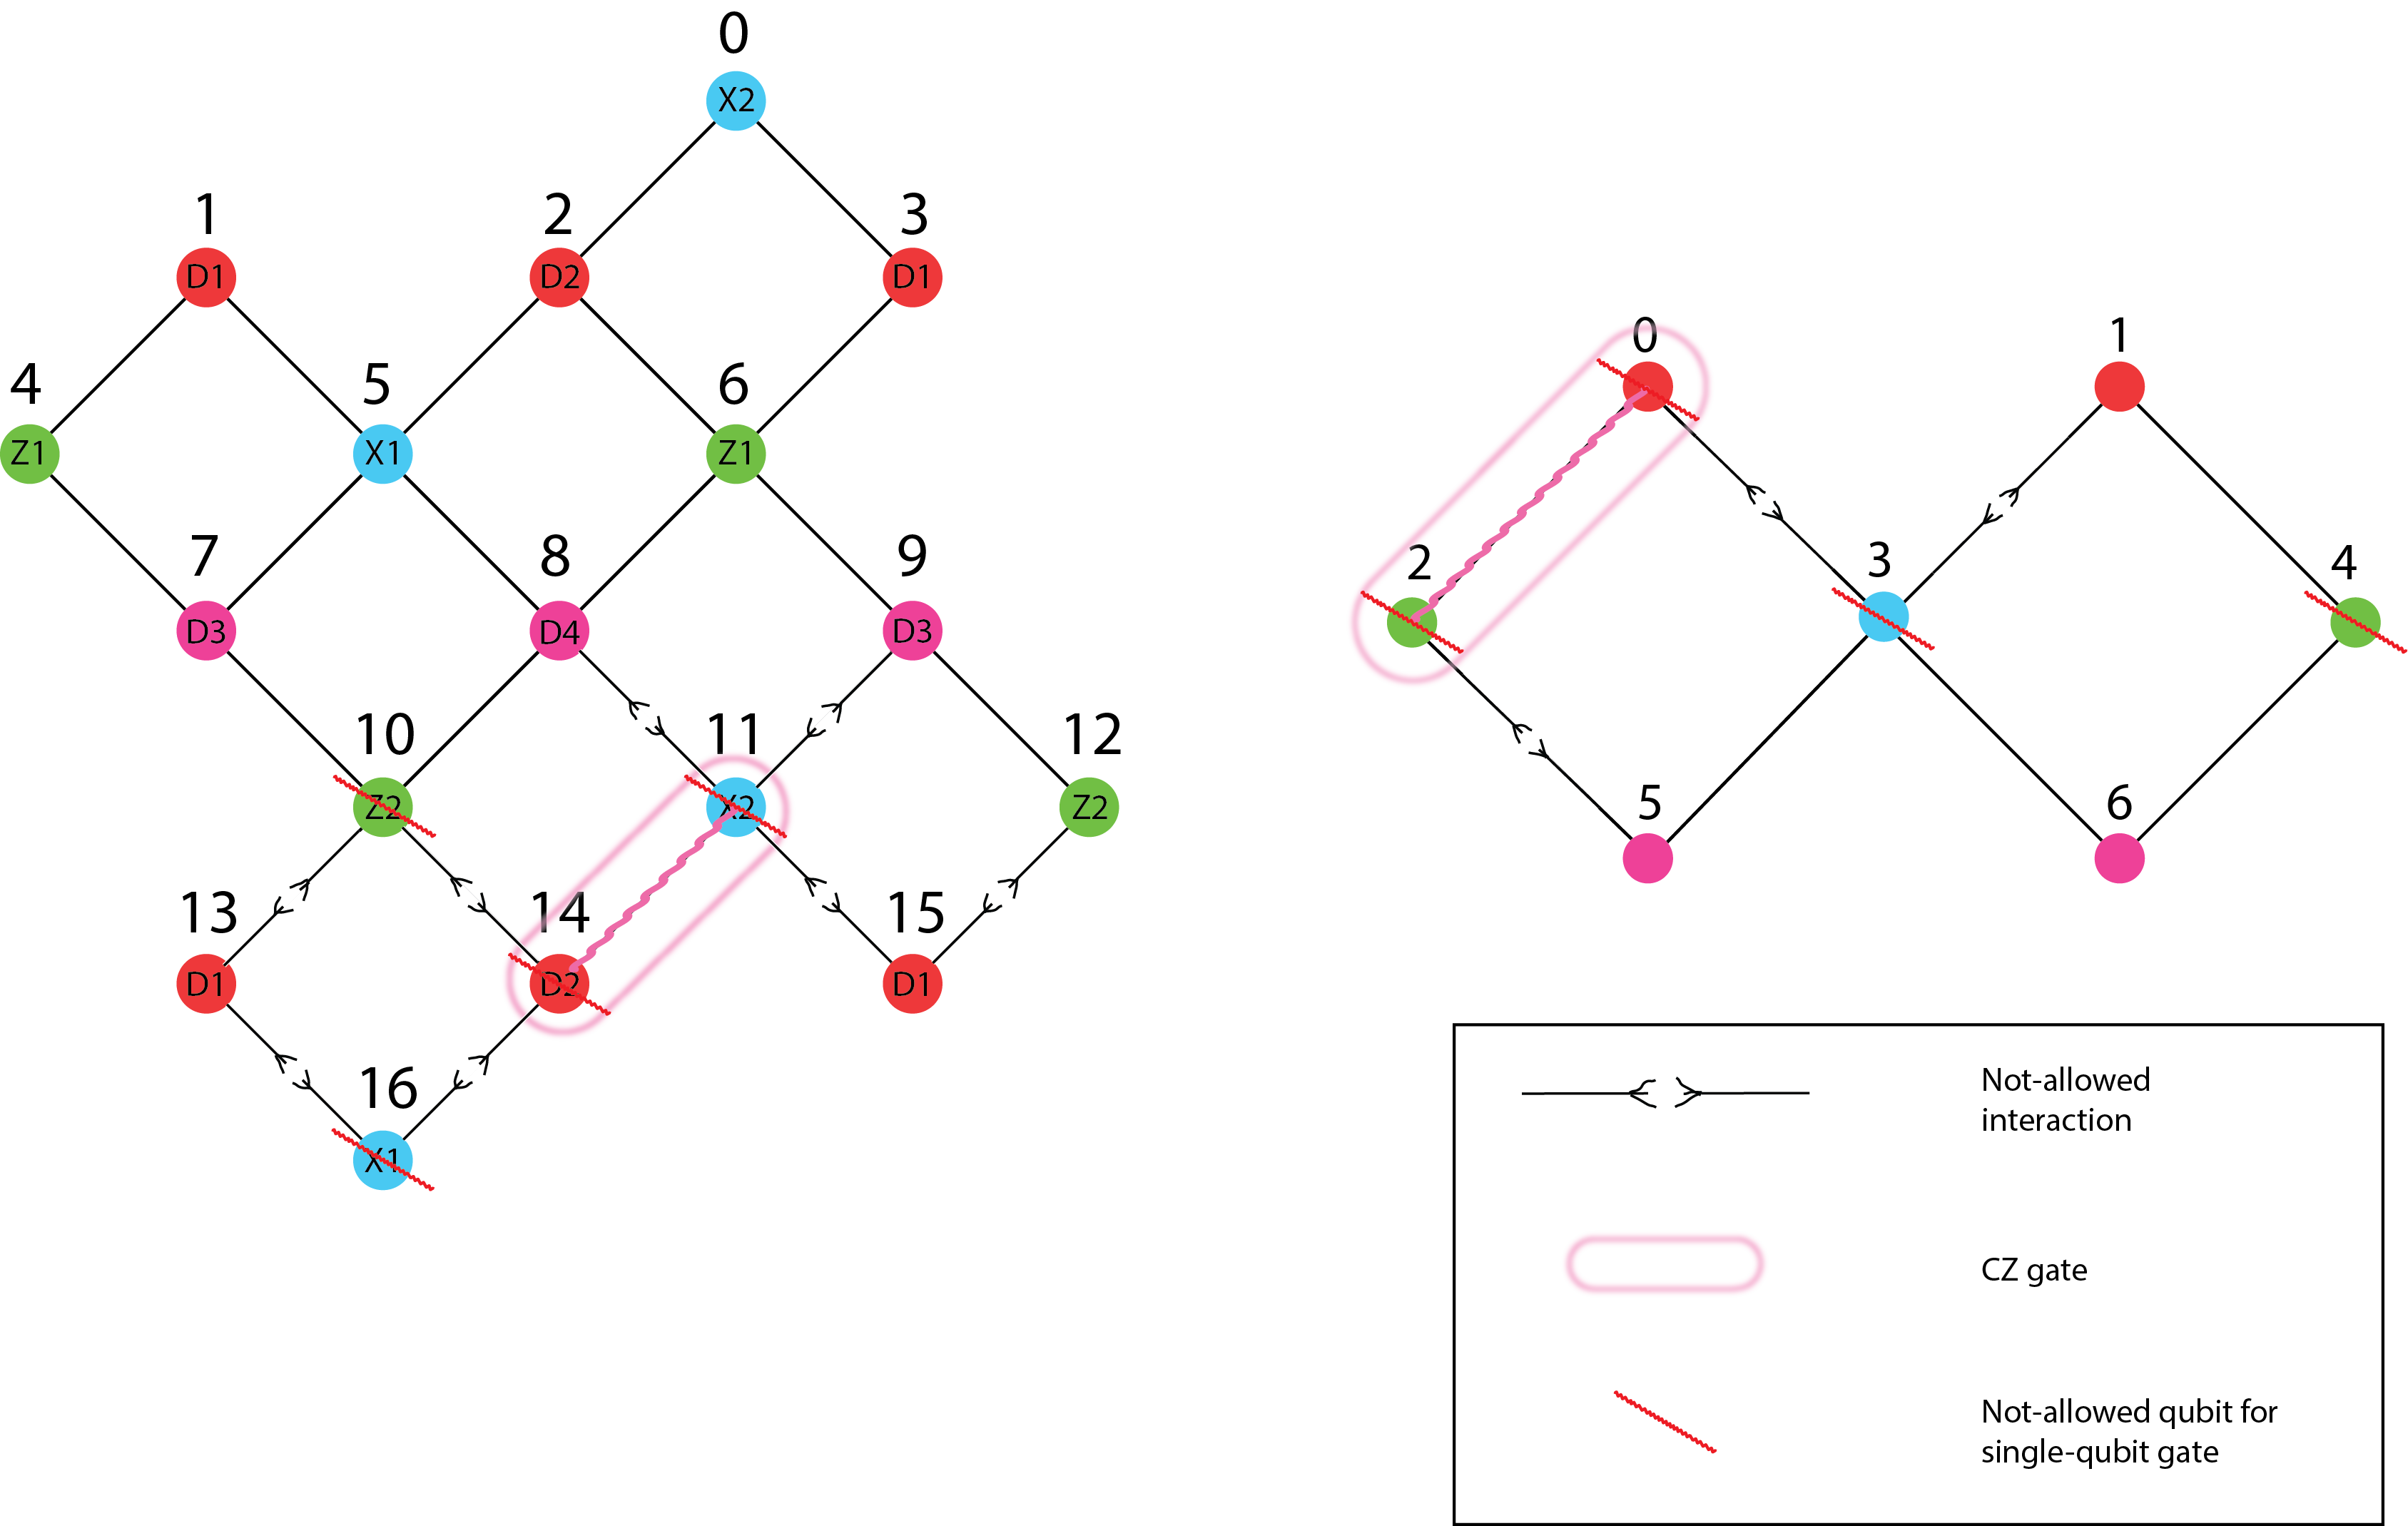 0
X2
1
2
3
D1
D2
D1
0
1
4
5
6
Z1
X1
Z1
7
8
9
2
3
4
D3
D4
D3
10
11
12
Z2
X2
Z2
5
6
13
14
15
D1
D2
D1
16
X1
Not-allowed
interaction
CZ gate
Not-allowed qubit for
single-qubit gate